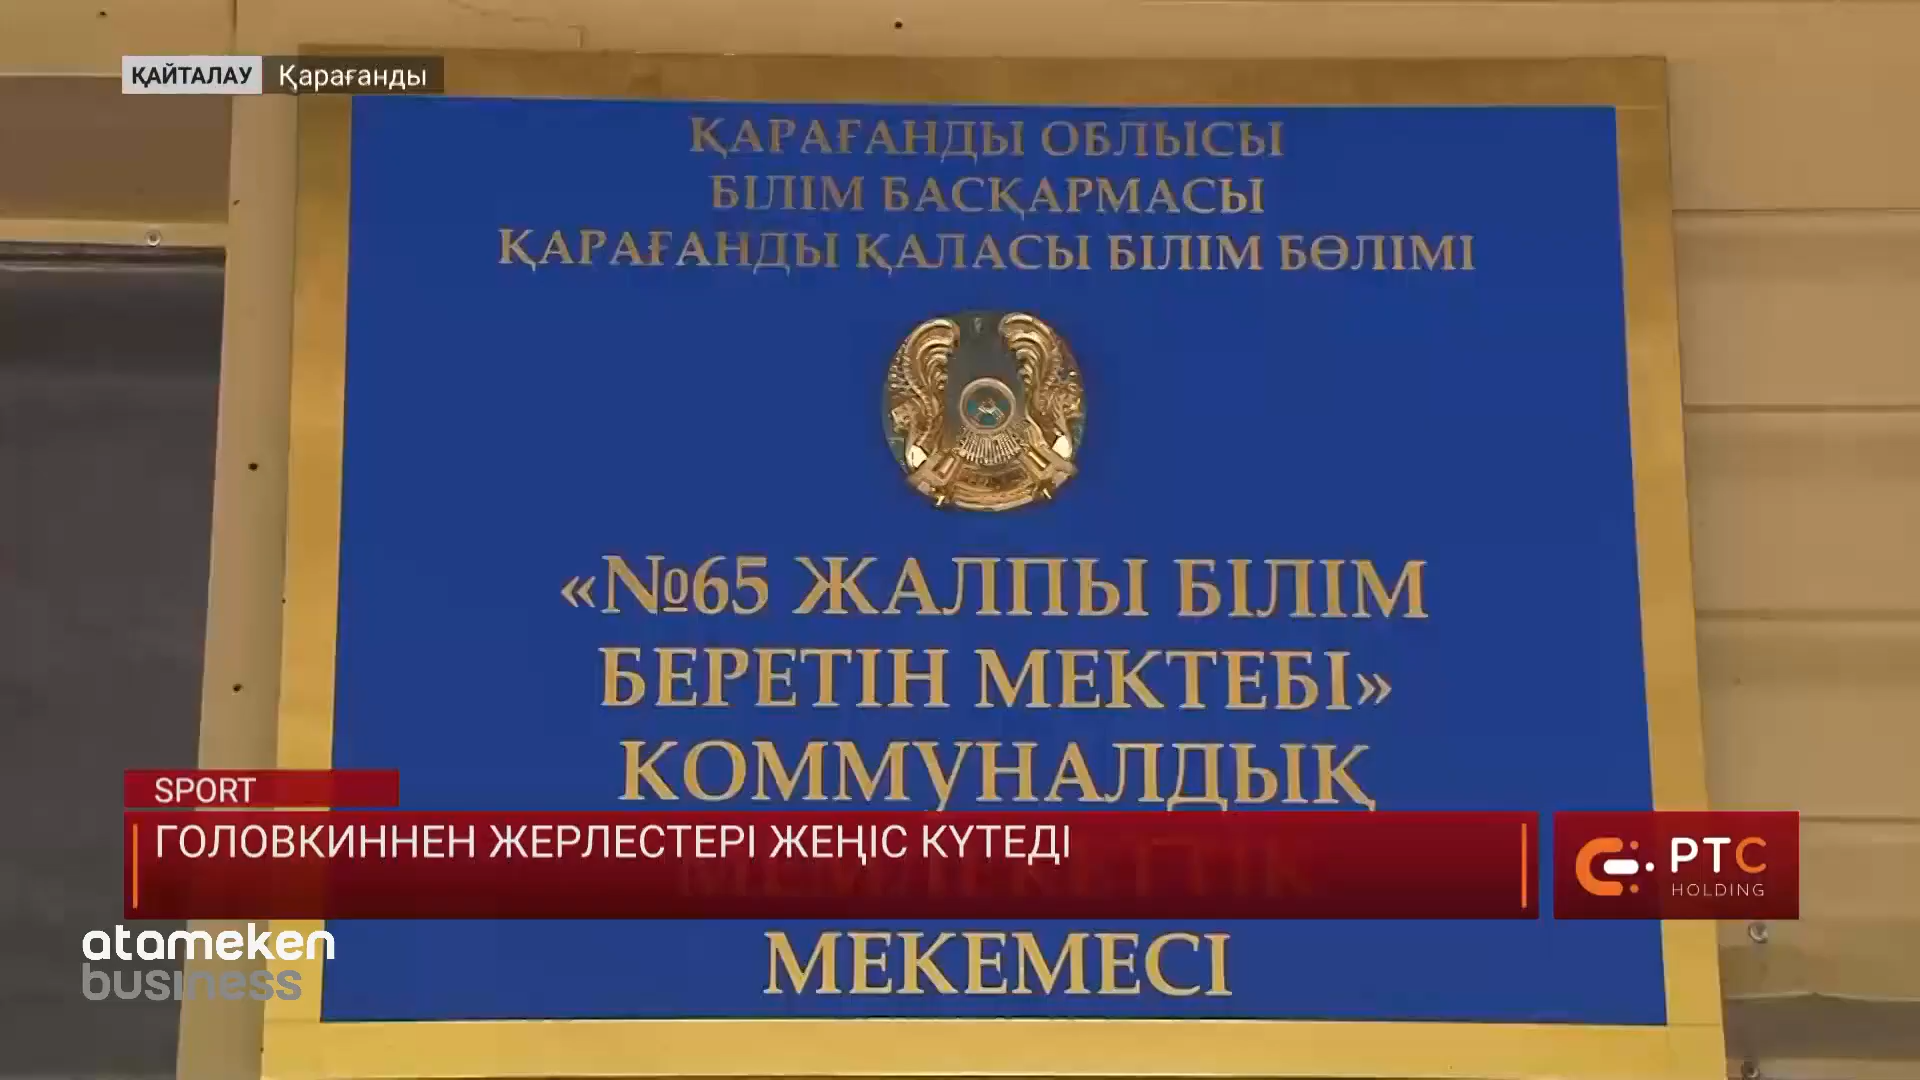 ҚАЙТАЛАУ Қарағанды
ҚАРАҒАНДЫ ОБЛЫСЫ
БІЛІМ БАСҚАРМАСЫ
ҚАРАҒАНДЫ ҚАЛАСЫ БІЛІМ БӨЛІМІ
«№65 ЖАЛПЫ БІЛІМ
БЕРЕТІН МЕКТЕБІ»
КОММУНАЛДЫҚ
МЕКЕМЕСІ
SPORT
ГОЛОВКИННЕН ЖЕРЛЕСТЕРІ ЖЕҢІС КҮТЕДІ
PTC
HOLDING
atameken
business